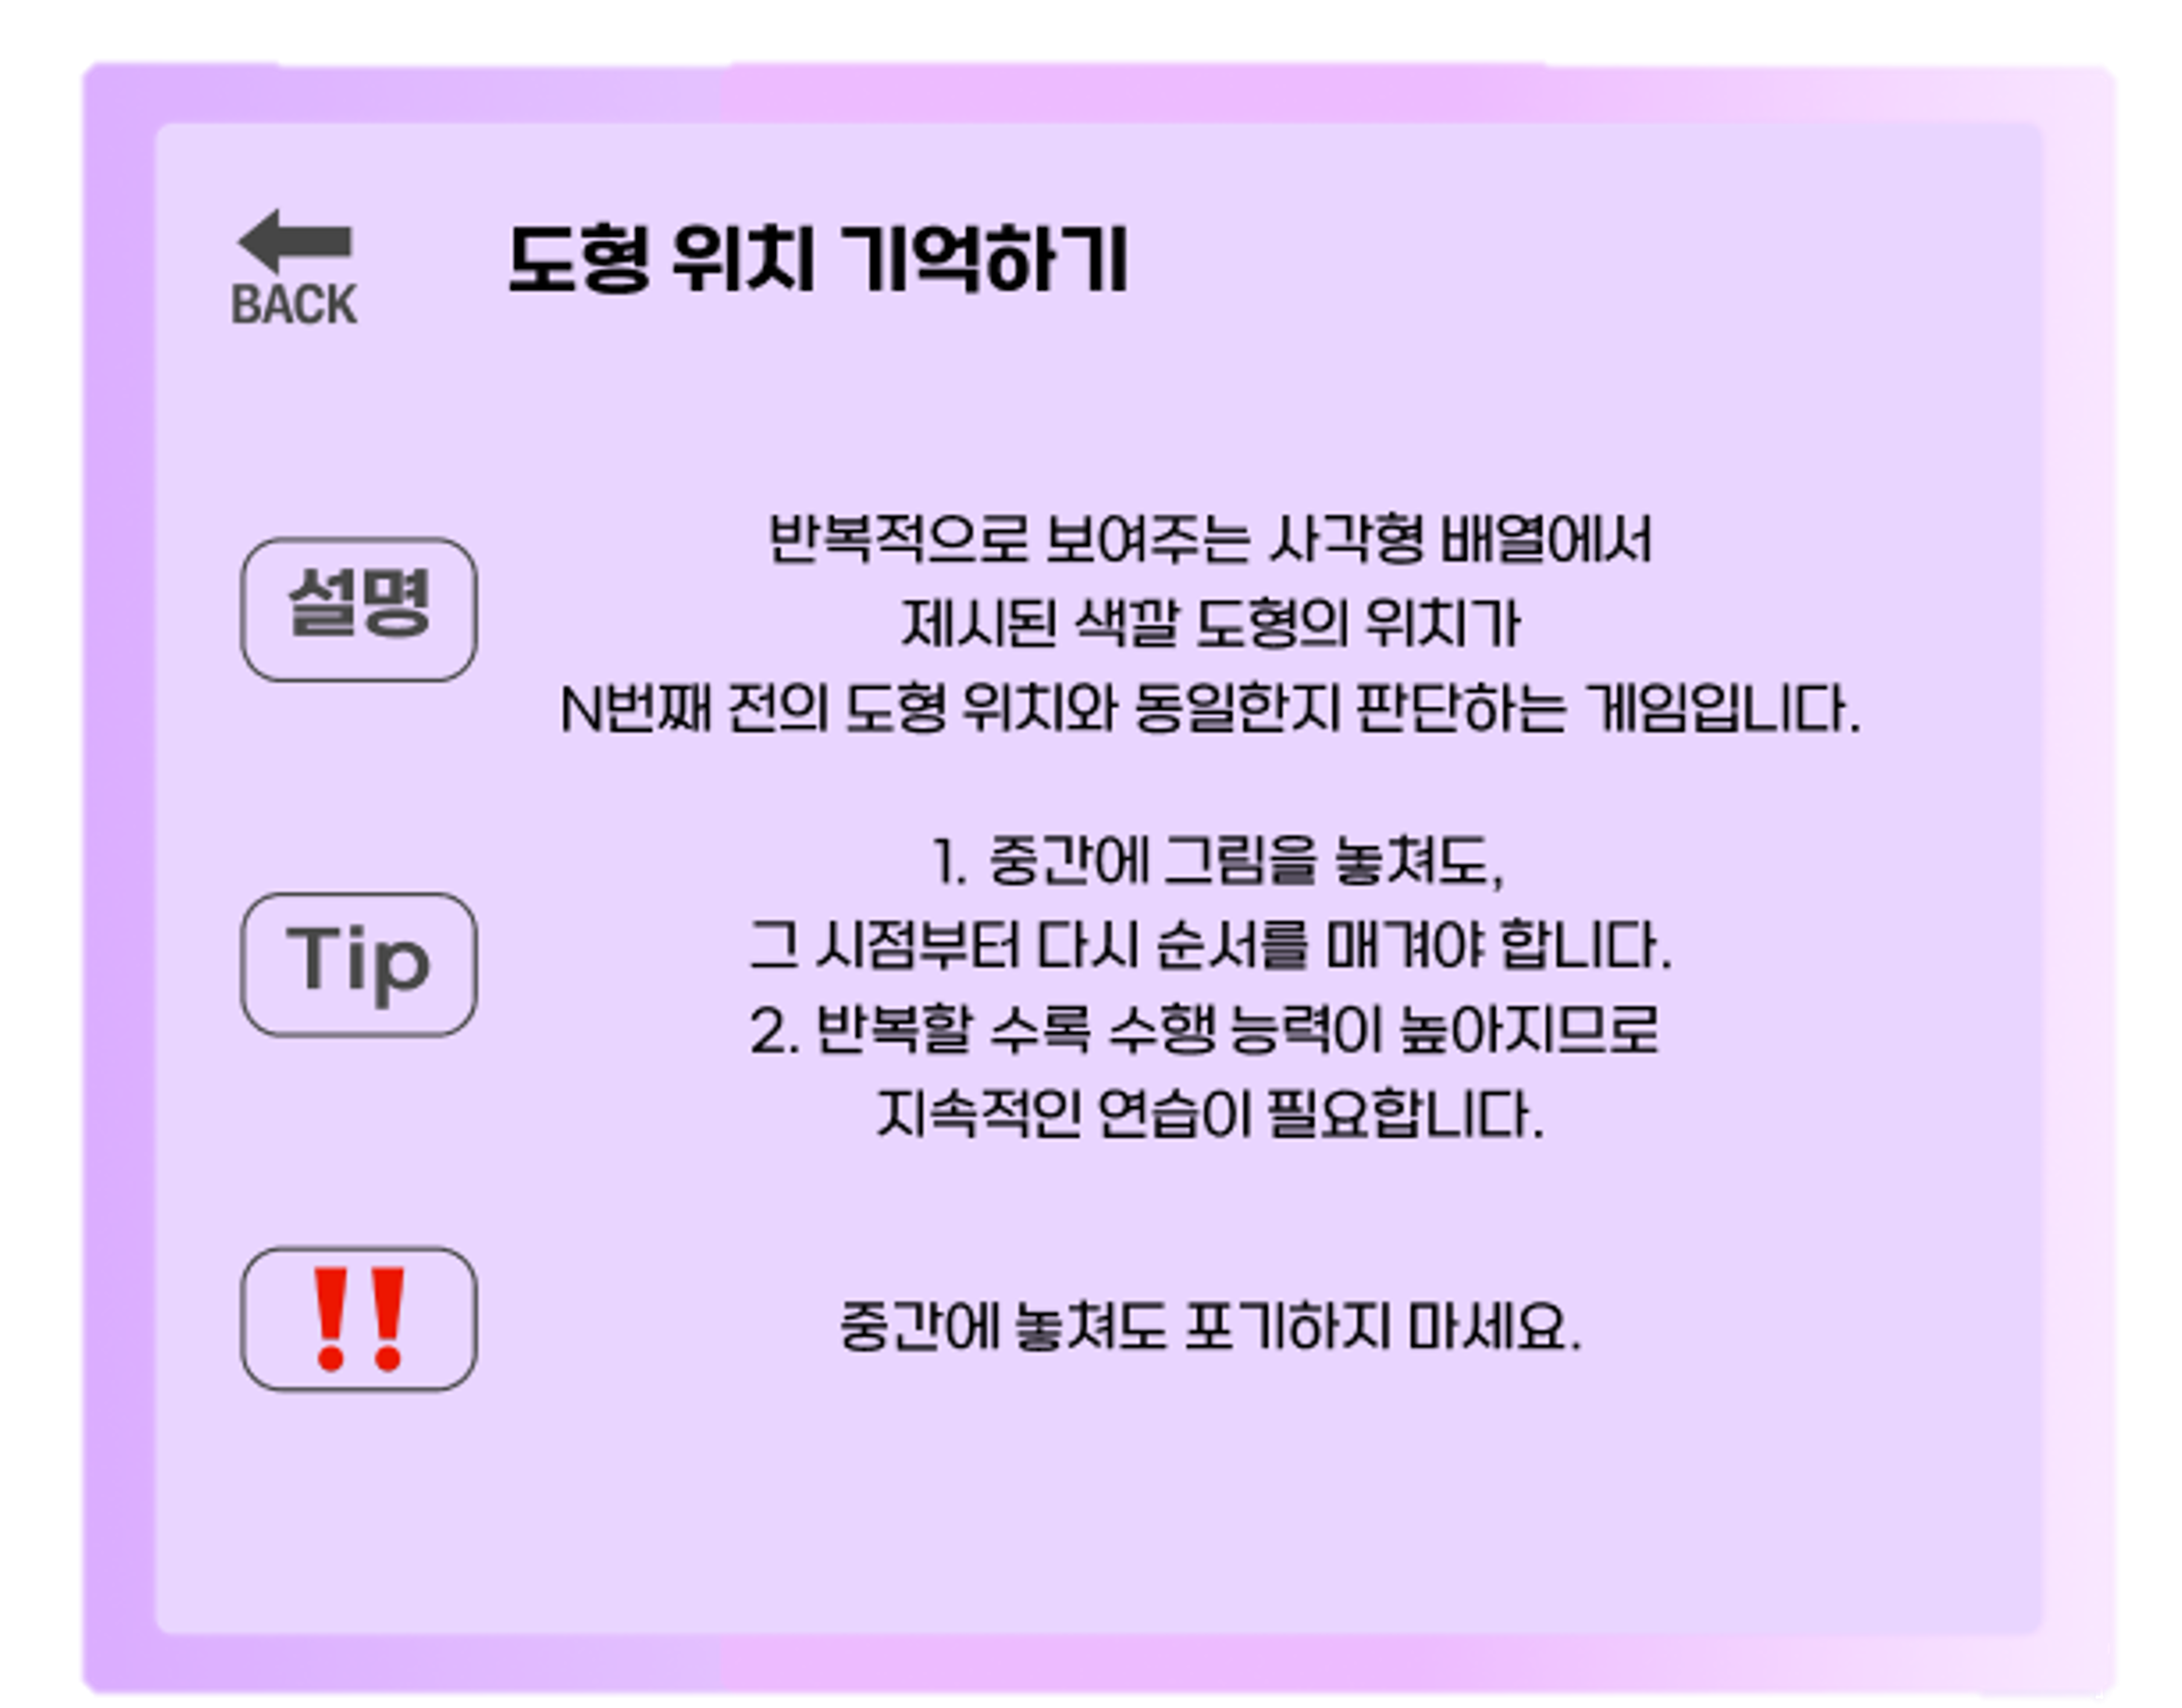 BACK
도형 위치 기억하기
설명
반복적으로 보여주는 사각형 배열에서
제시된 색깔 도형의 위치가
N번째 전의 도형 위치와 동일한지 판단하는 게임입니다.
Tip
1. 중간에 그림을 놓쳐도,
그 시점부터 다시 순서를 매겨야 합니다.
2. 반복할 수록 수행 능력이 높아지므로
지속적인 연습이 필요합니다.
!!
중간에 놓쳐도 포기하지 마세요.